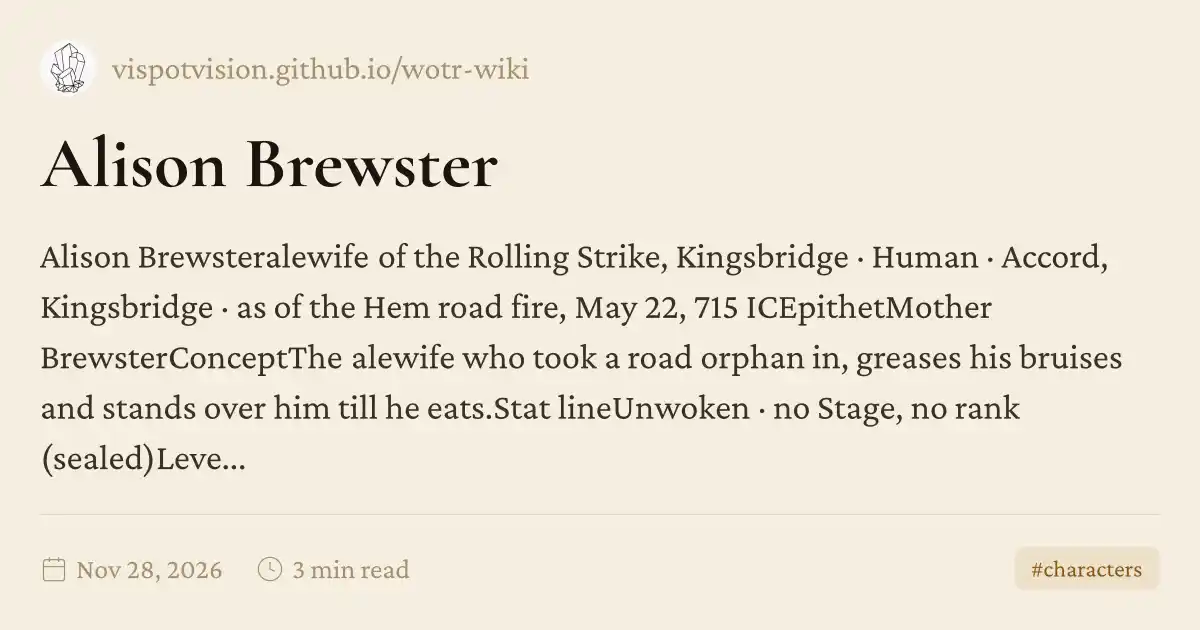 vispotvision.github.io/wotr-wiki
Alison Brewster
Alison Brewsteralewife of the Rolling Strike, Kingsbridge · Human · Accord,
Kingsbridge · as of the Hem road fire, May 22, 715 ICEpithetMother
BrewsterConceptThe alewife who took a road orphan in, greases his bruises
and stands over him till he eats.Stat lineUnwoken · no Stage, no rank
(sealed)Leve...
Nov 28, 2026
3 min read
#characters